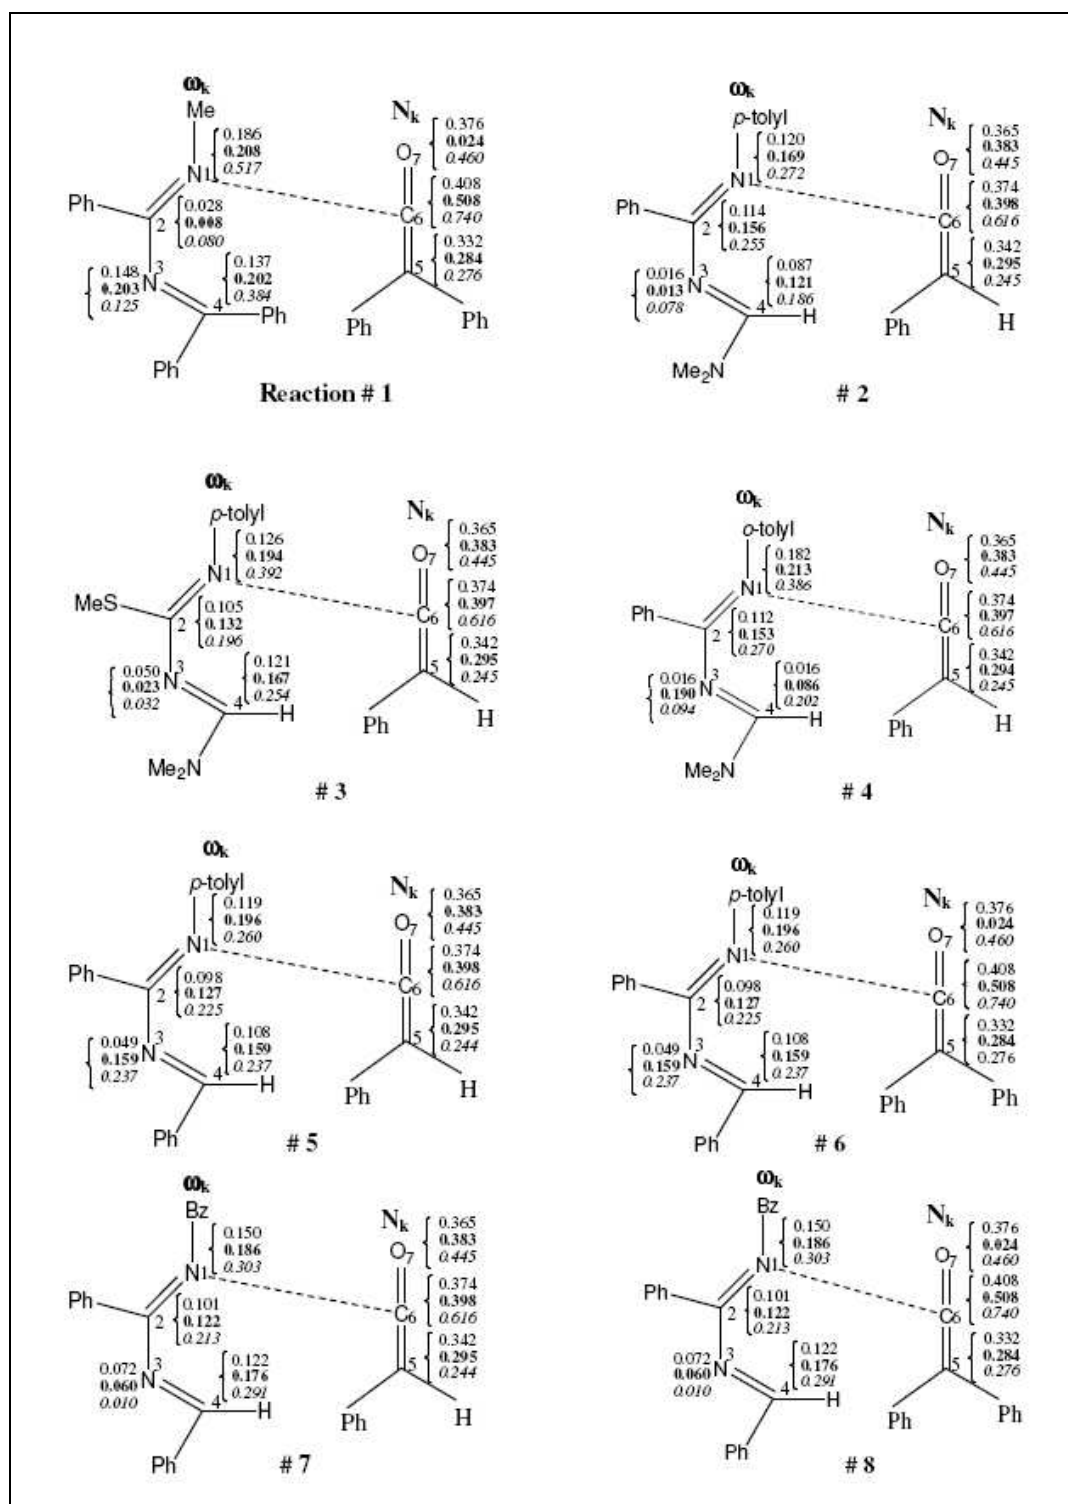 ωk
Me
0.186
0.208
0.517
N1
Ph
2
0.028
0.008
0.080
0.148
0.203
0.125
3
N
0.137
0.202
0.384
4
Ph
Ph
Nk
0.376
0.024
0.460
O7
0.408
0.508
0.740
C6
0.332
0.284
0.276
5
Ph
Ph
Reaction # 1
ωk
p-tolyl
0.120
0.169
0.272
N1
Ph
2
0.114
0.156
0.255
0.016
0.013
0.078
3
N
0.087
0.121
0.186
4
H
Me2N
Nk
0.365
0.383
0.445
O7
0.374
0.398
0.616
C6
0.342
0.295
0.245
5
Ph
H
# 2
ωk
p-tolyl
0.126
0.194
0.392
N1
MeS
2
0.105
0.132
0.196
0.050
0.023
0.032
3
N
0.121
0.167
0.254
4
H
Me2N
Nk
0.365
0.383
0.445
O7
0.374
0.397
0.616
C6
0.342
0.295
0.245
5
Ph
H
# 3
ωk
o-tolyl
0.182
0.213
0.386
N1
Ph
2
0.112
0.153
0.270
0.016
0.190
0.094
3
N
0.016
0.086
0.202
4
H
Me2N
Nk
0.365
0.383
0.445
O7
0.374
0.397
0.616
C6
0.342
0.294
0.245
5
Ph
H
# 4
ωk
p-tolyl
0.119
0.196
0.260
N1
Ph
2
0.098
0.127
0.225
0.049
0.159
0.237
3
N
0.108
0.159
0.237
4
H
Ph
Nk
0.365
0.383
0.445
O7
0.374
0.398
0.616
C6
0.342
0.295
0.244
5
Ph
H
# 5
ωk
p-tolyl
0.119
0.196
0.260
N1
Ph
2
0.098
0.127
0.225
0.049
0.159
0.237
3
N
0.108
0.159
0.237
4
H
Ph
Nk
0.376
0.024
0.460
O7
0.408
0.508
0.740
C6
0.332
0.284
0.276
5
Ph
Ph
# 6
ωk
Bz
0.150
0.186
0.303
N1
Ph
2
0.101
0.122
0.213
0.072
0.060
0.010
3
N
0.122
0.176
0.291
4
H
Ph
Nk
0.365
0.383
0.445
O7
0.374
0.398
0.616
C6
0.342
0.295
0.244
5
Ph
H
# 7
ωk
Bz
0.150
0.186
0.303
N1
Ph
2
0.101
0.122
0.213
0.072
0.060
0.010
3
N
0.122
0.176
0.291
4
H
Ph
Nk
0.376
0.024
0.460
O7
0.408
0.508
0.740
C6
0.332
0.284
0.276
5
Ph
Ph
# 8